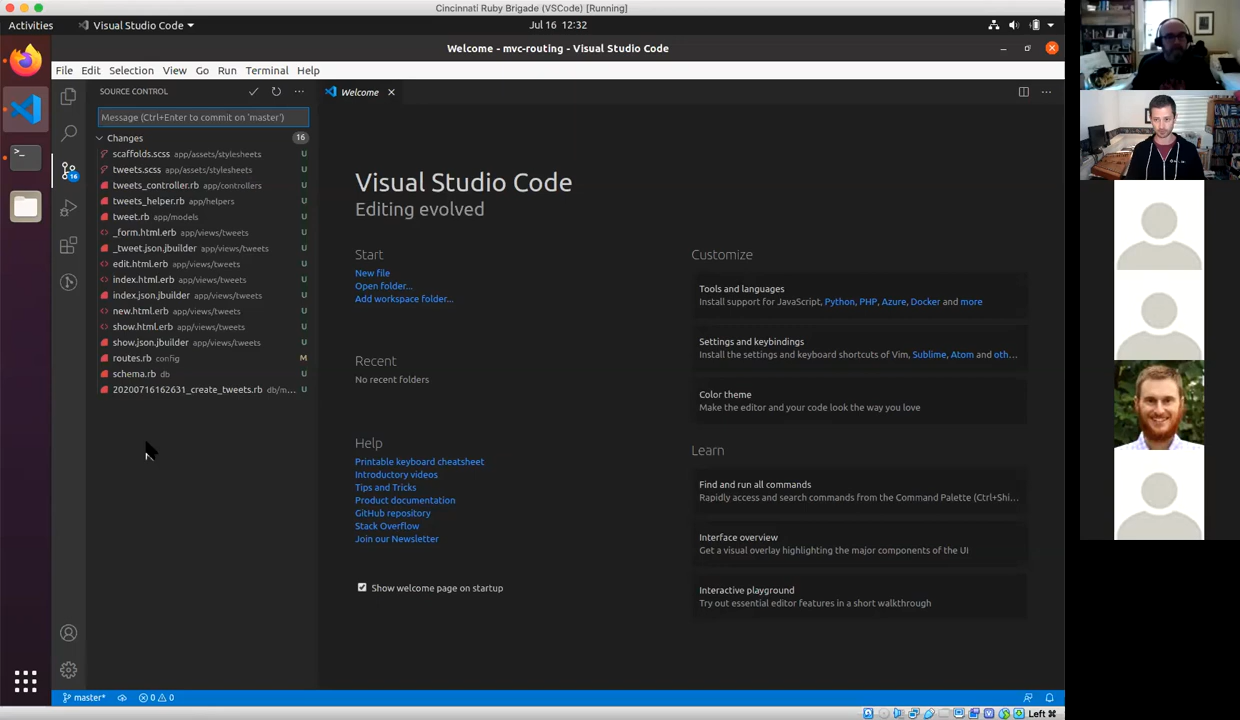 Cincinnati Ruby Brigade (VSCode) [Running]
Activities
Visual Studio Code
Jul 16 12:32
Welcome - mvc-routing - Visual Studio Code
File Edit Selection View Go Run Terminal Help
SOURCE CONTROL
Message (Ctrl+Enter to commit on 'master')
Changes 16
scaffolds.scss app/assets/stylesheets U
tweets.scss app/assets/stylesheets U
tweets_controller.rb app/controllers U
tweets_helper.rb app/helpers U
tweet.rb app/models U
_form.html.erb app/views/tweets U
_tweet.json.jbuilder app/views/tweets U
edit.html.erb app/views/tweets U
index.html.erb app/views/tweets U
index.json.jbuilder app/views/tweets U
new.html.erb app/views/tweets U
show.html.erb app/views/tweets U
show.json.jbuilder app/views/tweets U
routes.rb config M
schema.rb db U
20200716162631_create_tweets.rb db/m... U
16
Welcome
Visual Studio Code
Editing evolved
Start
New file
Open folder...
Add workspace folder...
Recent
No recent folders
Help
Printable keyboard cheatsheet
Introductory videos
Tips and Tricks
Product documentation
GitHub repository
Stack Overflow
Join our Newsletter
Show welcome page on startup
Customize
Tools and languages
Install support for JavaScript, Python, PHP, Azure, Docker and more
Settings and keybindings
Install the settings and keyboard shortcuts of Vim, Sublime, Atom and oth...
Color theme
Make the editor and your code look the way you love
Learn
Find and run all commands
Rapidly access and search commands from the Command Palette (Ctrl+Shi...
Interface overview
Get a visual overlay highlighting the major components of the UI
Interactive playground
Try out essential editor features in a short walkthrough
master* 0 0
Left ⌘